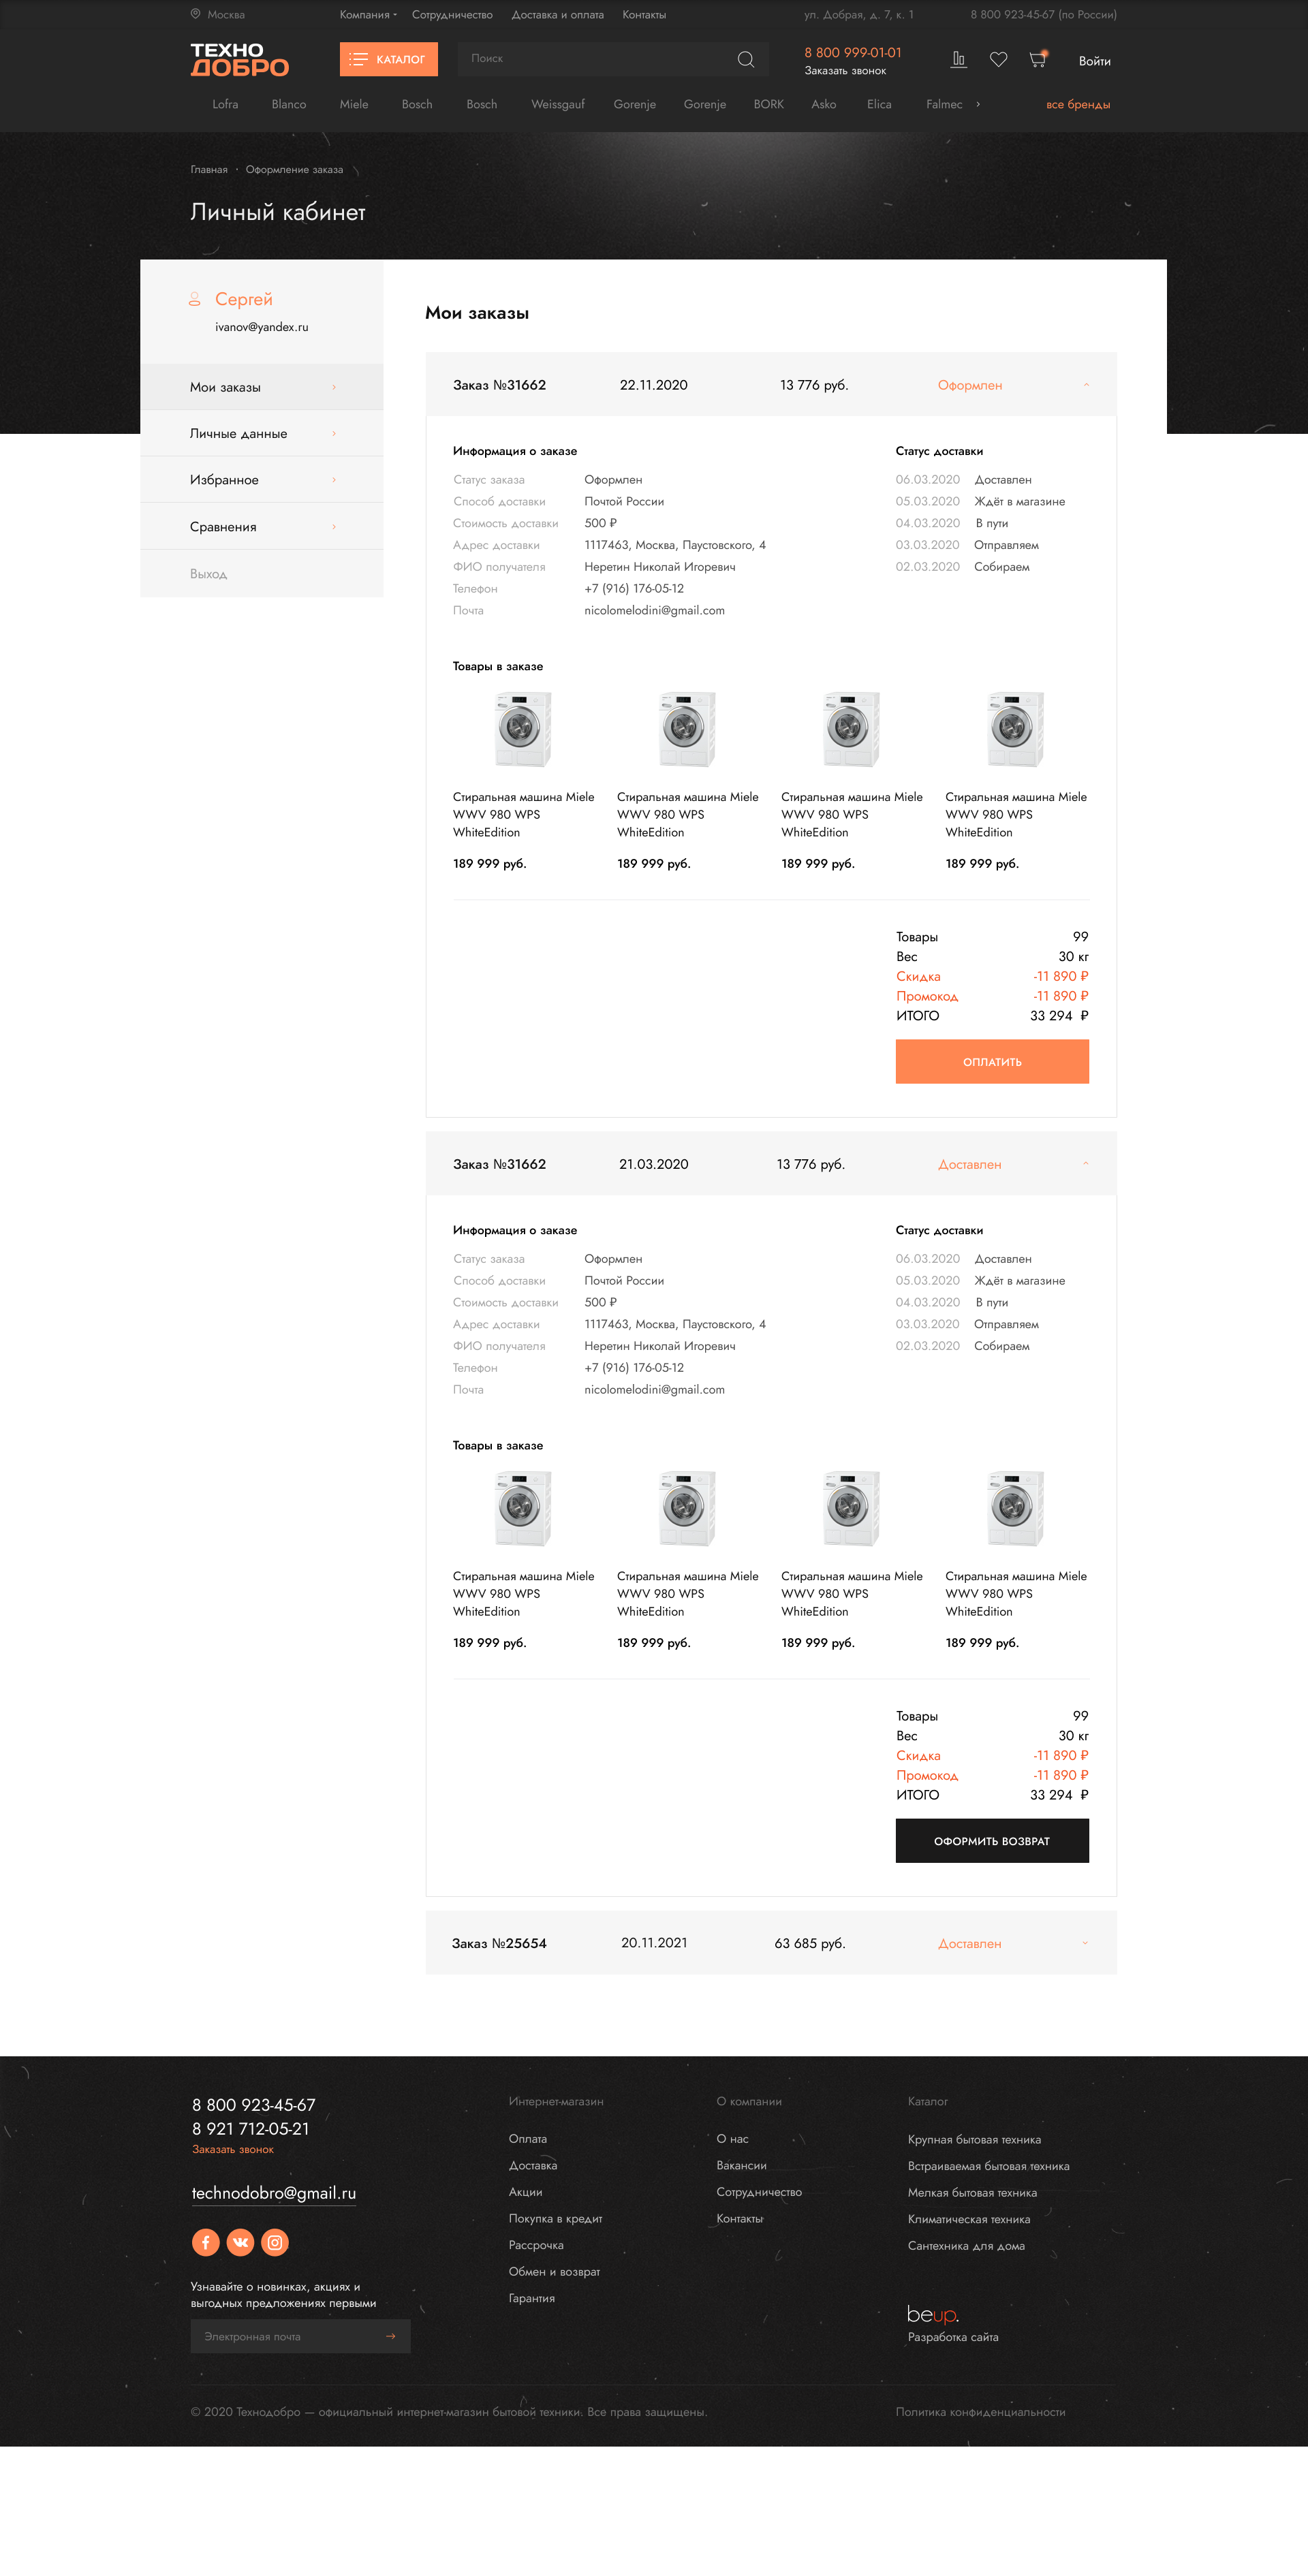 Москва Компания Сотрудничество Доставка и оплата Контакты ул. Добрая, д. 7, к. 1 8 800 923-45-67 (по России)
ТЕХНО
ДОБРО
КАТАЛОГ
Поиск
8 800 999-01-01
Заказать звонок
Войти
Lofra Blanco Miele Bosch Bosch Weissgauf Gorenje Gorenje BORK Asko Elica Falmec все бренды
Главная · Оформление заказа
Личный кабинет
Сергей
ivanov@yandex.ru
Мои заказы
Личные данные
Избранное
Сравнения
Выход
Мои заказы
Заказ №31662 22.11.2020 13 776 руб. Оформлен
Информация о заказе
Статус заказа Оформлен
Способ доставки Почтой России
Стоимость доставки 500 ₽
Адрес доставки 1117463, Москва, Паустовского, 4
ФИО получателя Неретин Николай Игоревич
Телефон +7 (916) 176-05-12
Почта nicolomelodini@gmail.com
Статус доставки
06.03.2020 Доставлен
05.03.2020 Ждёт в магазине
04.03.2020 В пути
03.03.2020 Отправляем
02.03.2020 Собираем
Товары в заказе
Стиральная машина Miele
WWV 980 WPS
WhiteEdition
189 999 руб.
Стиральная машина Miele
WWV 980 WPS
WhiteEdition
189 999 руб.
Стиральная машина Miele
WWV 980 WPS
WhiteEdition
189 999 руб.
Стиральная машина Miele
WWV 980 WPS
WhiteEdition
189 999 руб.
Товары 99
Вес 30 кг
Скидка -11 890 ₽
Промокод -11 890 ₽
ИТОГО 33 294 ₽
ОПЛАТИТЬ
Заказ №31662 21.03.2020 13 776 руб. Доставлен
Информация о заказе
Статус заказа Оформлен
Способ доставки Почтой России
Стоимость доставки 500 ₽
Адрес доставки 1117463, Москва, Паустовского, 4
ФИО получателя Неретин Николай Игоревич
Телефон +7 (916) 176-05-12
Почта nicolomelodini@gmail.com
Статус доставки
06.03.2020 Доставлен
05.03.2020 Ждёт в магазине
04.03.2020 В пути
03.03.2020 Отправляем
02.03.2020 Собираем
Товары в заказе
Стиральная машина Miele
WWV 980 WPS
WhiteEdition
189 999 руб.
Стиральная машина Miele
WWV 980 WPS
WhiteEdition
189 999 руб.
Стиральная машина Miele
WWV 980 WPS
WhiteEdition
189 999 руб.
Стиральная машина Miele
WWV 980 WPS
WhiteEdition
189 999 руб.
Товары 99
Вес 30 кг
Скидка -11 890 ₽
Промокод -11 890 ₽
ИТОГО 33 294 ₽
ОФОРМИТЬ ВОЗВРАТ
Заказ №25654 20.11.2021 63 685 руб. Доставлен
8 800 923-45-67
8 921 712-05-21
Заказать звонок
technodobro@gmail.ru
Узнавайте о новинках, акциях и
выгодных предложениях первыми
Электронная почта
Интернет-магазин
Оплата
Доставка
Акции
Покупка в кредит
Рассрочка
Обмен и возврат
Гарантия
О компании
О нас
Вакансии
Сотрудничество
Контакты
Каталог
Крупная бытовая техника
Встраиваемая бытовая техника
Мелкая бытовая техника
Климатическая техника
Сантехника для дома
beup.
Разработка сайта
© 2020 Технодобро — официальный интернет-магазин бытовой техники. Все права защищены.
Политика конфиденциальности